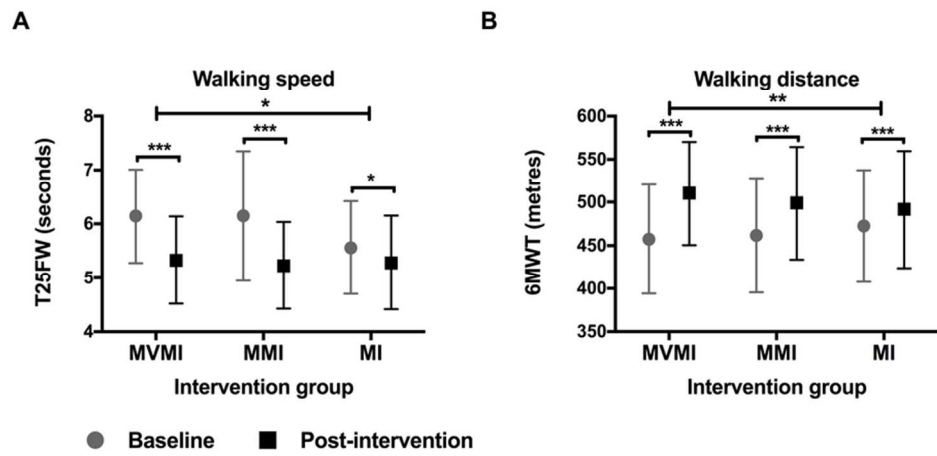 A
Walking speed
*
***
***
*
8
7
6
5
4
T25FW (seconds)
MVMI MMI MI
Intervention group
B
Walking distance
**
***
***
***
600
550
500
450
400
350
6MWT (metres)
MVMI MMI MI
Intervention group
Baseline Post-intervention